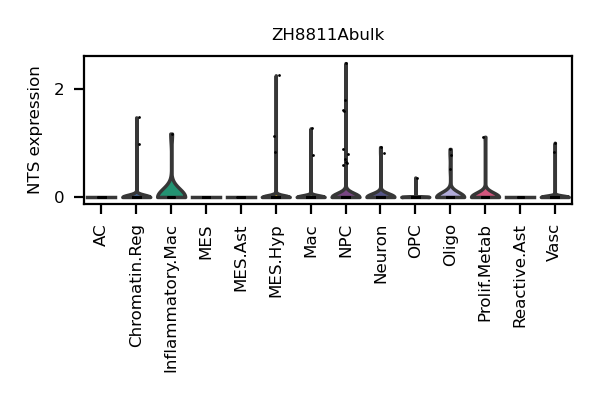 ZH8811Abulk
NTS expression
2
0
AC
Chromatin.Reg
Inflammatory.Mac
MES
MES.Ast
MES.Hyp
Mac
NPC
Neuron
OPC
Oligo
Prolif.Metab
Reactive.Ast
Vasc